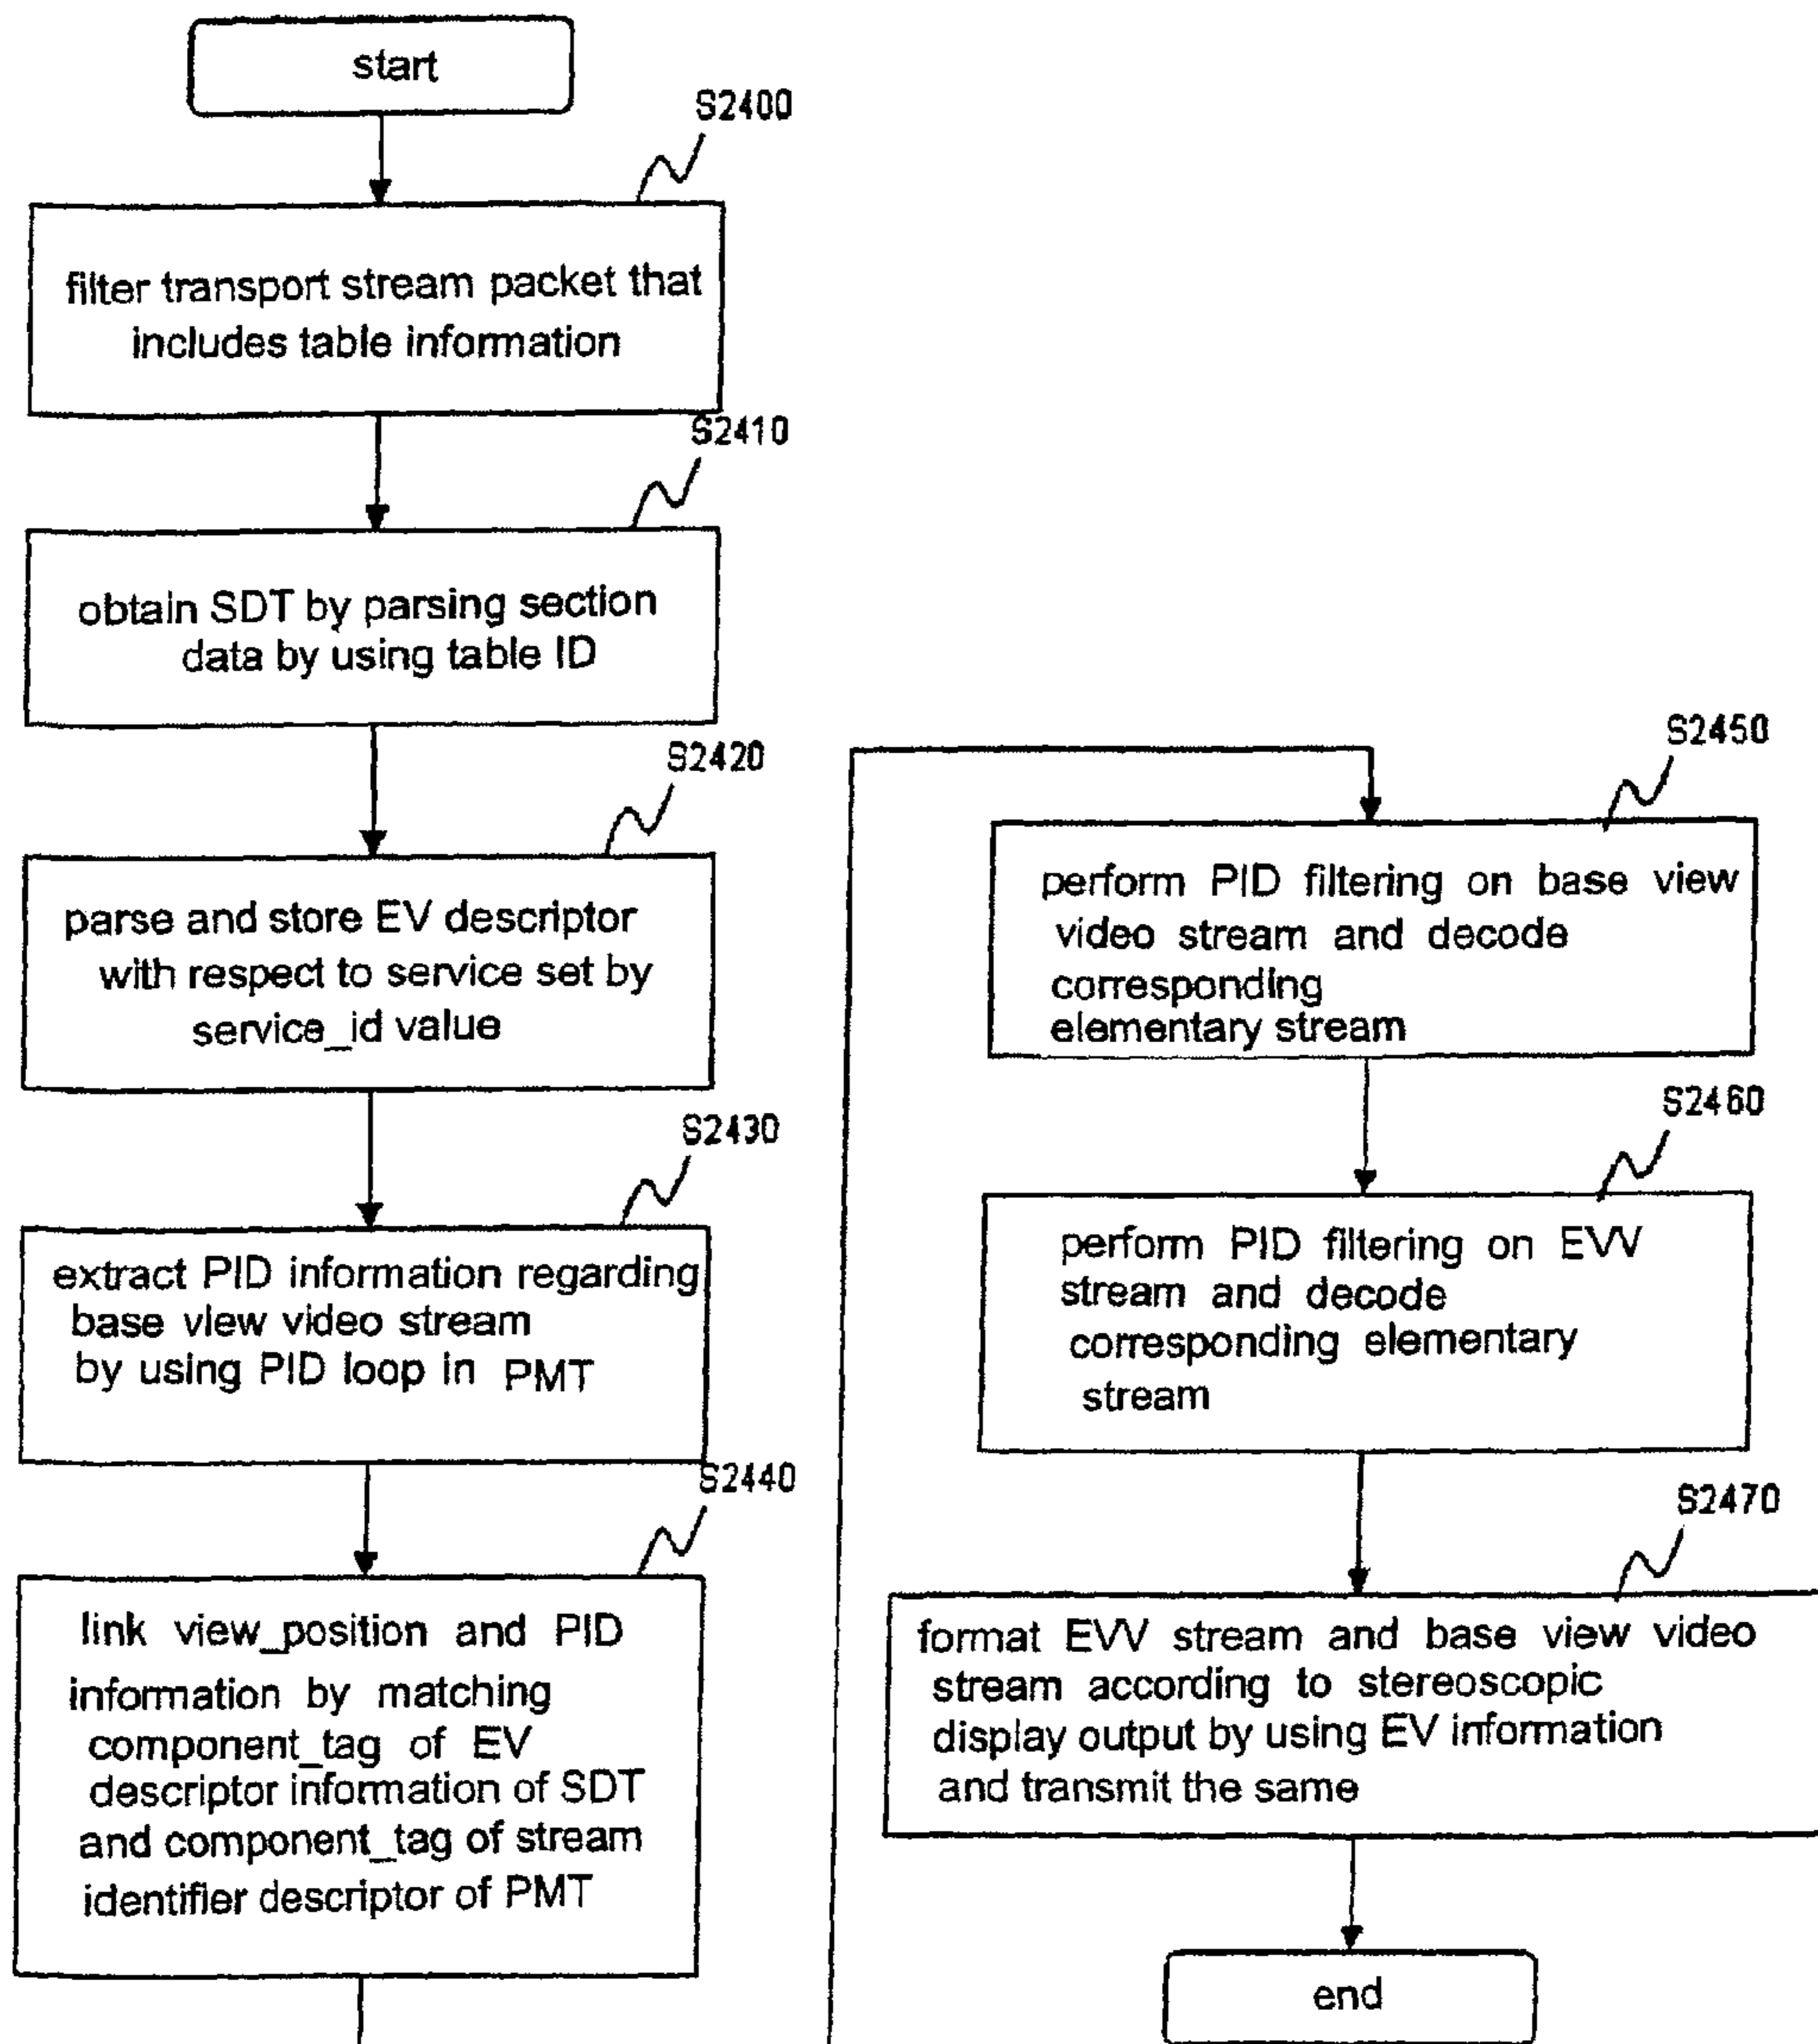 start
S2400
filter transport stream packet that
includes table information
S2410
obtain SDT by parsing section
data by using table ID
S2420
parse and store EV descriptor
with respect to service set by
service_id value
S2430
extract PID information regarding
base view video stream
by using PID loop in PMT
S2440
link view_position and PID
information by matching
component_tag of EV
descriptor information of SDT
and component_tag of stream
identifier descriptor of PMT
S2450
perform PID filtering on base view
video stream and decode
corresponding
elementary stream
S2460
perform PID filtering on EVV
stream and decode
corresponding elementary
stream
S2470
format EVV stream and base view video
stream according to stereoscopic
display output by using EV information
and transmit the same
end